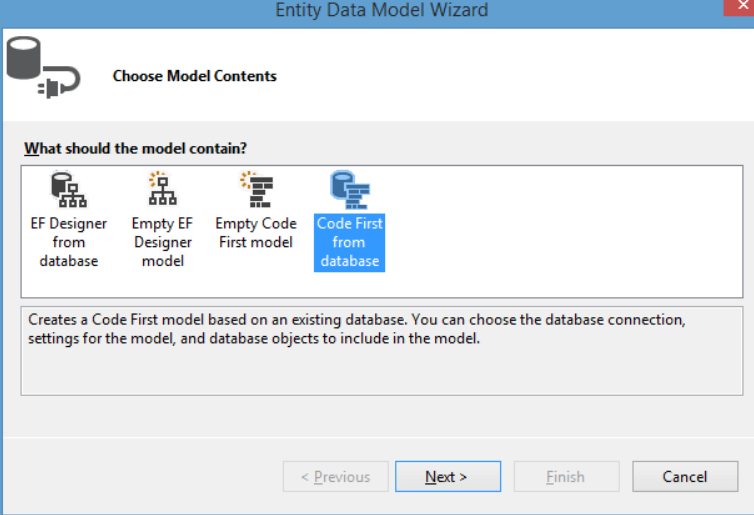 Entity Data Model Wizard
Choose Model Contents
What should the model contain?
EF Designer
from
database
Empty EF
Designer
model
Empty Code
First model
Code First
from
database
Creates a Code First model based on an existing database. You can choose the database connection,
settings for the model, and database objects to include in the model.
< Previous
Next >
Finish
Cancel